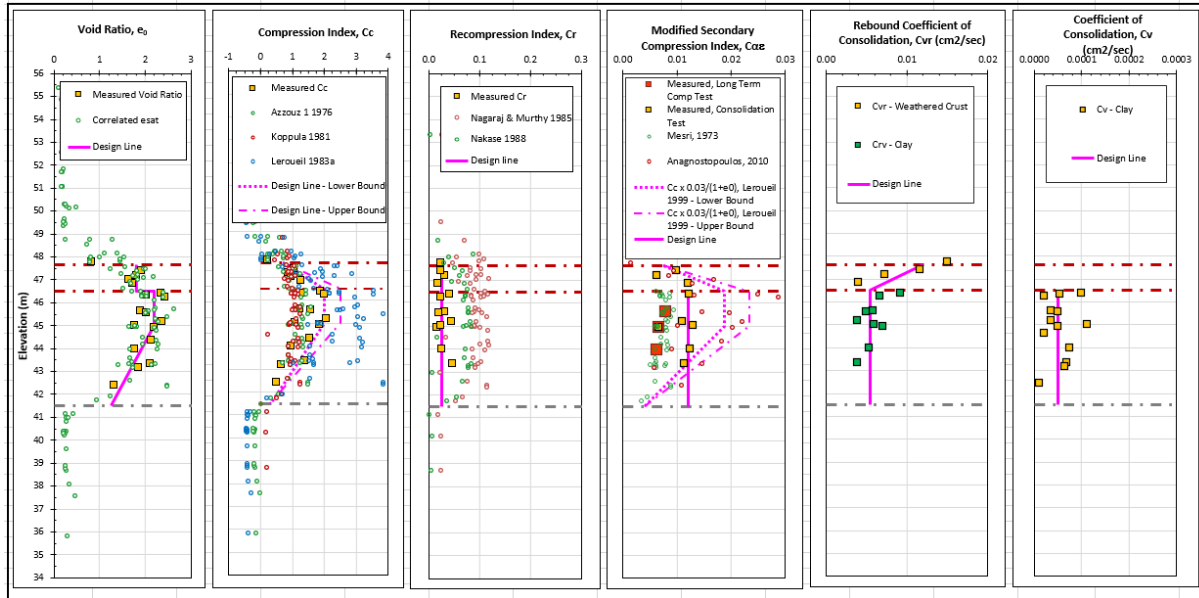 Void Ratio, e₀
0 1 2 3
Measured Void Ratio
Correlated esat
Design Line
Elevation (m)
56
55
54
53
52
51
50
49
48
47
46
45
44
43
42
41
40
39
38
37
36
35
34
Compression Index, Cc
-1 0 1 2 3 4
Measured Cc
Azzouz 1 1976
Koppula 1981
Leroueil 1983a
Design Line - Lower Bound
Design Line - Upper Bound
Recompression Index, Cr
0.0 0.1 0.2 0.3
Measured Cr
Nagaraj & Murthy 1985
Nakase 1988
Design line
Modified Secondary
Compression Index, Cαε
0.00 0.01 0.02 0.03
Measured, Long Term
Comp Test
Measured, Consolidation
Test
Mesri, 1973
Anagnostopoulos, 2010
Cc x 0.03/(1+e0), Leroueil
1999 - Lower Bound
Cc x 0.03/(1+e0), Leroueil
1999 - Upper Bound
Design Line
Rebound Coefficient of
Consolidation, Cvr (cm2/sec)
0.00 0.01 0.02
Cvr - Weathered Crust
Crv - Clay
Design Line
Coefficient of
Consolidation, Cv
(cm2/sec)
0.0000 0.0001 0.0002 0.0003
Cv - Clay
Design Line